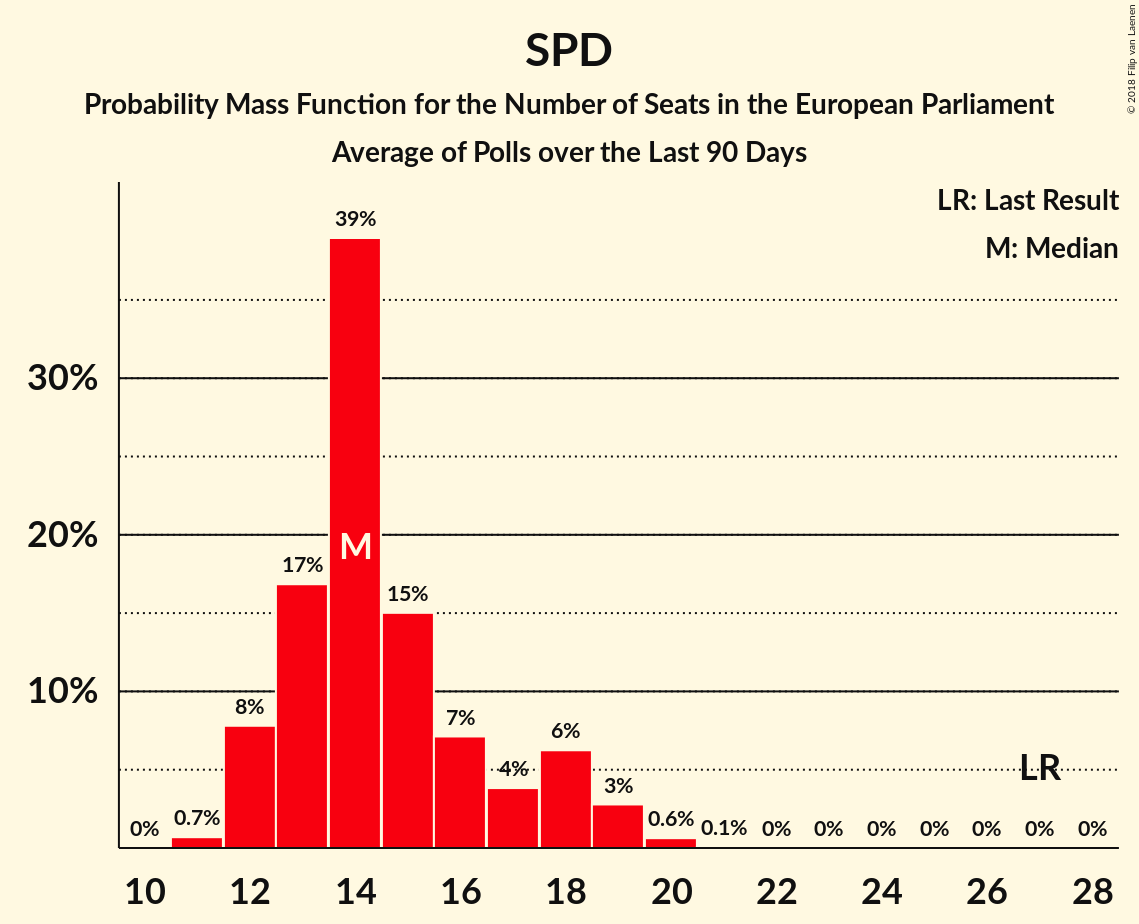 SPD
Probability Mass Function for the Number of Seats in the European Parliament
Average of Polls over the Last 90 Days
© 2018 Filip van Laenen
LR: Last Result
M: Median
39%
30%
20%
M
17%
15%
10%
8%
7%
6%
4%
LR
3%
0%
0.7%
0.6%
0.1%
0%
0%
0%
0%
0%
0%
0%
10 12 14 16 18 20 22 24 26 28